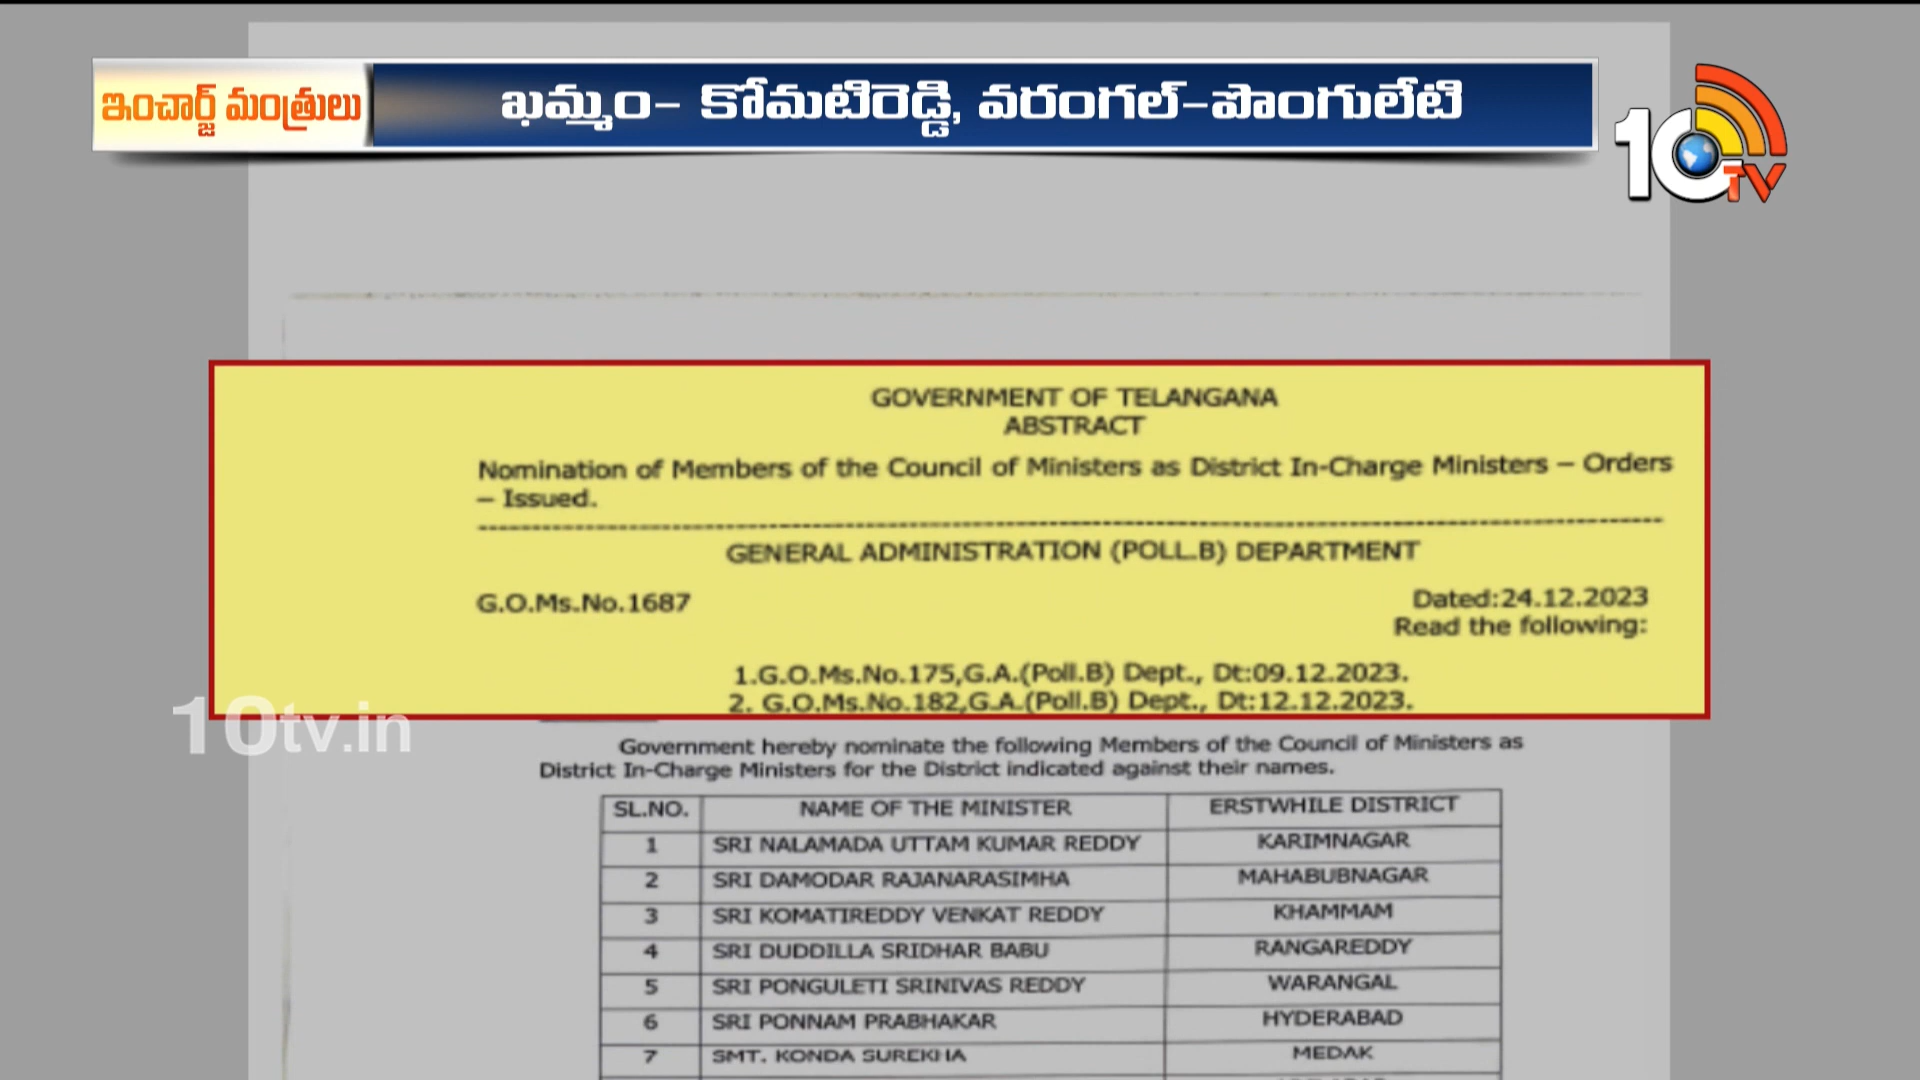 ఇంచార్జ్ మంత్రులు
ఖమ్మం- కోమటిరెడ్డి, వరంగల్-పొంగులేటి
10TV
GOVERNMENT OF TELANGANA
ABSTRACT
Nomination of Members of the Council of Ministers as District In-Charge Ministers – Orders
– Issued.
GENERAL ADMINISTRATION (POLL.B) DEPARTMENT
G.O.Ms.No.1687 Dated:24.12.2023
Read the following:
1.G.O.Ms.No.175,G.A.(Poll.B) Dept., Dt:09.12.2023.
2. G.O.Ms.No.182,G.A.(Poll.B) Dept., Dt:12.12.2023.
10tv.in
Government hereby nominate the following Members of the Council of Ministers as
District In-Charge Ministers for the District indicated against their names.
SL.NO. NAME OF THE MINISTER ERSTWHILE DISTRICT
1 SRI NALAMADA UTTAM KUMAR REDDY KARIMNAGAR
2 SRI DAMODAR RAJANARASIMHA MAHABUBNAGAR
3 SRI KOMATIREDDY VENKAT REDDY KHAMMAM
4 SRI DUDDILLA SRIDHAR BABU RANGAREDDY
5 SRI PONGULETI SRINIVAS REDDY WARANGAL
6 SRI PONNAM PRABHAKAR HYDERABAD
7 SMT. KONDA SUREKHA MEDAK